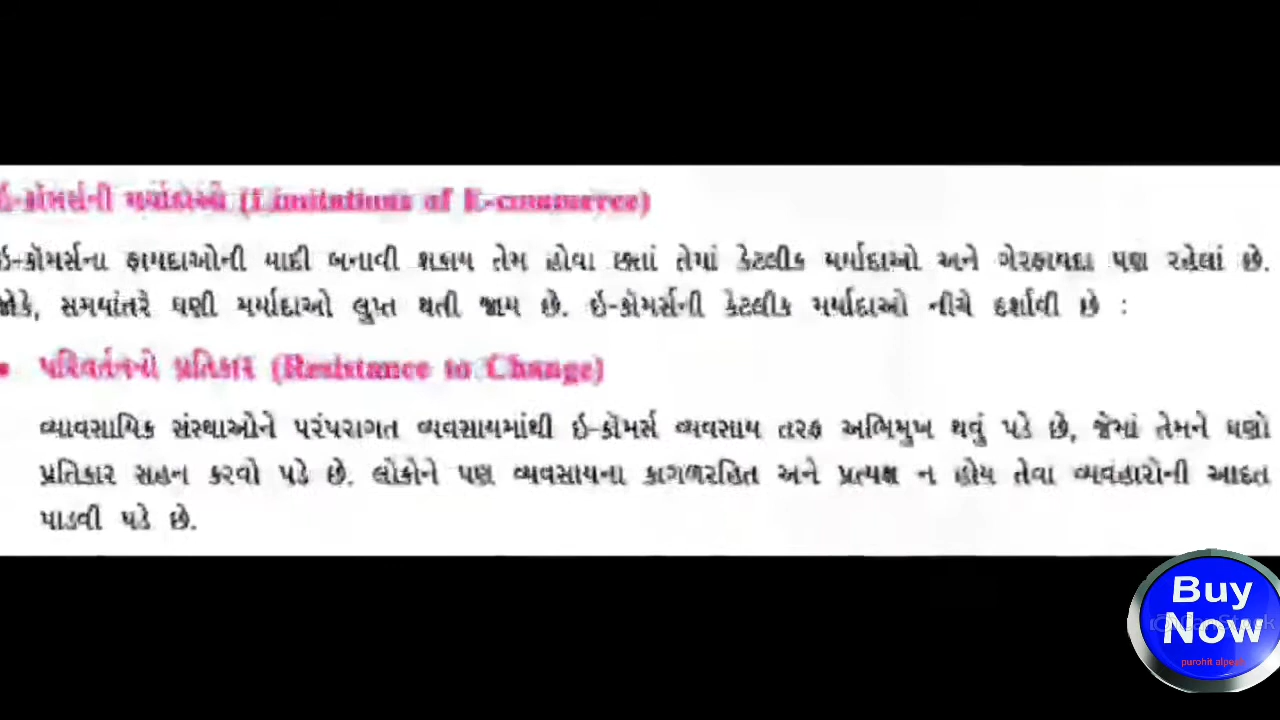 ઇ-કૉમર્સની મર્યાદાઓ (Limitations of E-commerce)
ઇ-કૉમર્સના ફાયદાઓની યાદી બનાવી શકાય તેમ હોવા છતાં તેમાં કેટલીક મર્યાદાઓ અને ગેરફાયદા પણ રહેલાં છે.
જોકે, સમયાંતરે ઘણી મર્યાદાઓ લુપ્ત થતી જાય છે. ઇ-કૉમર્સની કેટલીક મર્યાદાઓ નીચે દર્શાવી છે :
• પરિવર્તનનો પ્રતિકાર (Resistance to Change)
વ્યાવસાયિક સંસ્થાઓને પરંપરાગત વ્યવસાયમાંથી ઇ-કૉમર્સ વ્યવસાય તરફ અભિમુખ થવું પડે છે, જેમાં તેમને ઘણો
પ્રતિકાર સહન કરવો પડે છે. લોકોને પણ વ્યવસાયના કાગળરહિત અને પ્રત્યક્ષ ન હોય તેવા વ્યવહારોની આદત
પાડવી પડે છે.
Buy
CanStock
Now
purohit alpesh